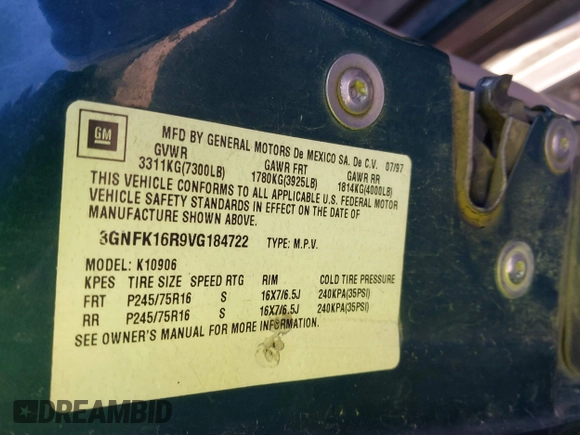 GM
MFD BY GENERAL MOTORS De MEXICO SA. De C.V. 07/97
GVWR GAWR FRT GAWR RR
3311KG(7300LB) 1780KG(3925LB) 1814KG(4000LB)
THIS VEHICLE CONFORMS TO ALL APPLICABLE U.S. FEDERAL MOTOR
VEHICLE SAFETY STANDARDS IN EFFECT ON THE DATE OF
MANUFACTURE SHOWN ABOVE.
3GNFK16R9VG184722 TYPE: M.P.V.
MODEL: K10906
KPES TIRE SIZE SPEED RTG RIM COLD TIRE PRESSURE
FRT P245/75R16 S 16X7/6.5J 240KPA(35PSI)
RR P245/75R16 S 16X7/6.5J 240KPA(35PSI)
SEE OWNER'S MANUAL FOR MORE INFORMATION.
DREAMBID